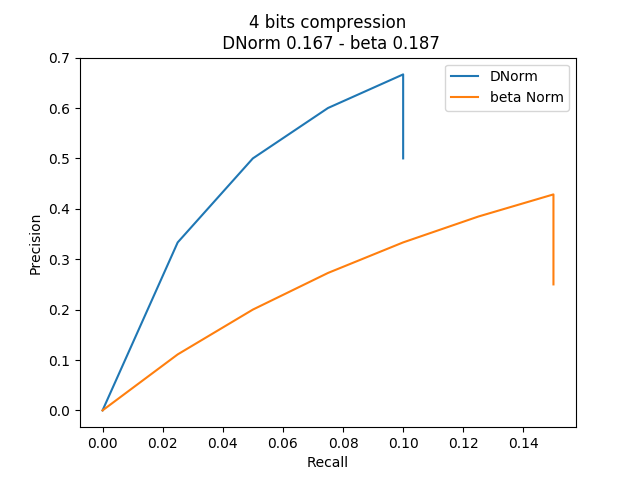 4 bits compression
DNorm 0.167 - beta 0.187
DNorm
beta Norm
Precision
0.7
0.6
0.5
0.4
0.3
0.2
0.1
0.0
0.00 0.02 0.04 0.06 0.08 0.10 0.12 0.14
Recall